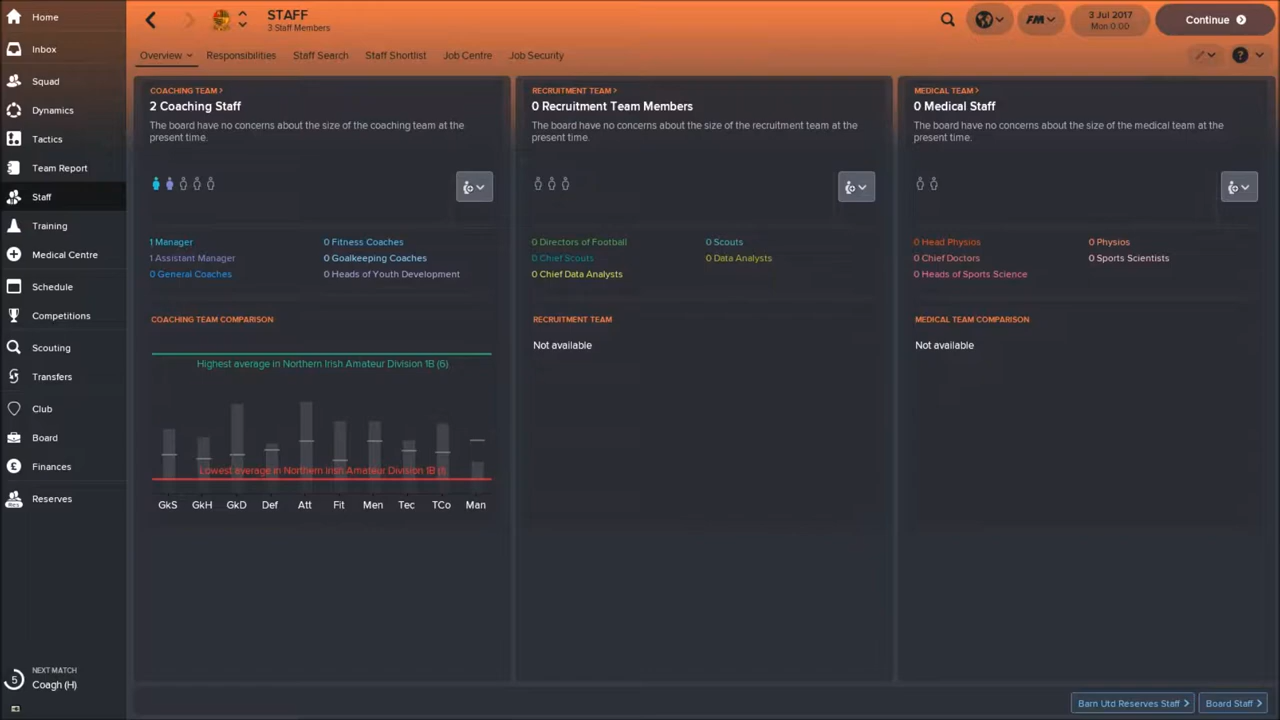 Home
Inbox
Squad
Dynamics
Tactics
Team Report
Staff
Training
Medical Centre
Schedule
Competitions
Scouting
Transfers
Club
Board
Finances
Res
Reserves
5
NEXT MATCH
Coagh (H)
STAFF
3 Staff Members
FM
3 Jul 2017
Mon 0:00
Continue
Overview
Responsibilities
Staff Search
Staff Shortlist
Job Centre
Job Security
?
COACHING TEAM >
2 Coaching Staff
The board have no concerns about the size of the coaching team at the
present time.
1 Manager
0 Fitness Coaches
1 Assistant Manager
0 Goalkeeping Coaches
0 General Coaches
0 Heads of Youth Development
COACHING TEAM COMPARISON
Highest average in Northern Irish Amateur Division 1B (6)
Lowest average in Northern Irish Amateur Division 1B (1
GkS GkH GkD Def Att Fit Men Tec TCo Man
RECRUITMENT TEAM >
0 Recruitment Team Members
The board have no concerns about the size of the recruitment team at the
present time.
0 Directors of Football
0 Scouts
0 Chief Scouts
0 Data Analysts
0 Chief Data Analysts
RECRUITMENT TEAM
Not available
MEDICAL TEAM >
0 Medical Staff
The board have no concerns about the size of the medical team at the
present time.
0 Head Physios
0 Physios
0 Chief Doctors
0 Sports Scientists
0 Heads of Sports Science
MEDICAL TEAM COMPARISON
Not available
Barn Utd Reserves Staff >
Board Staff >